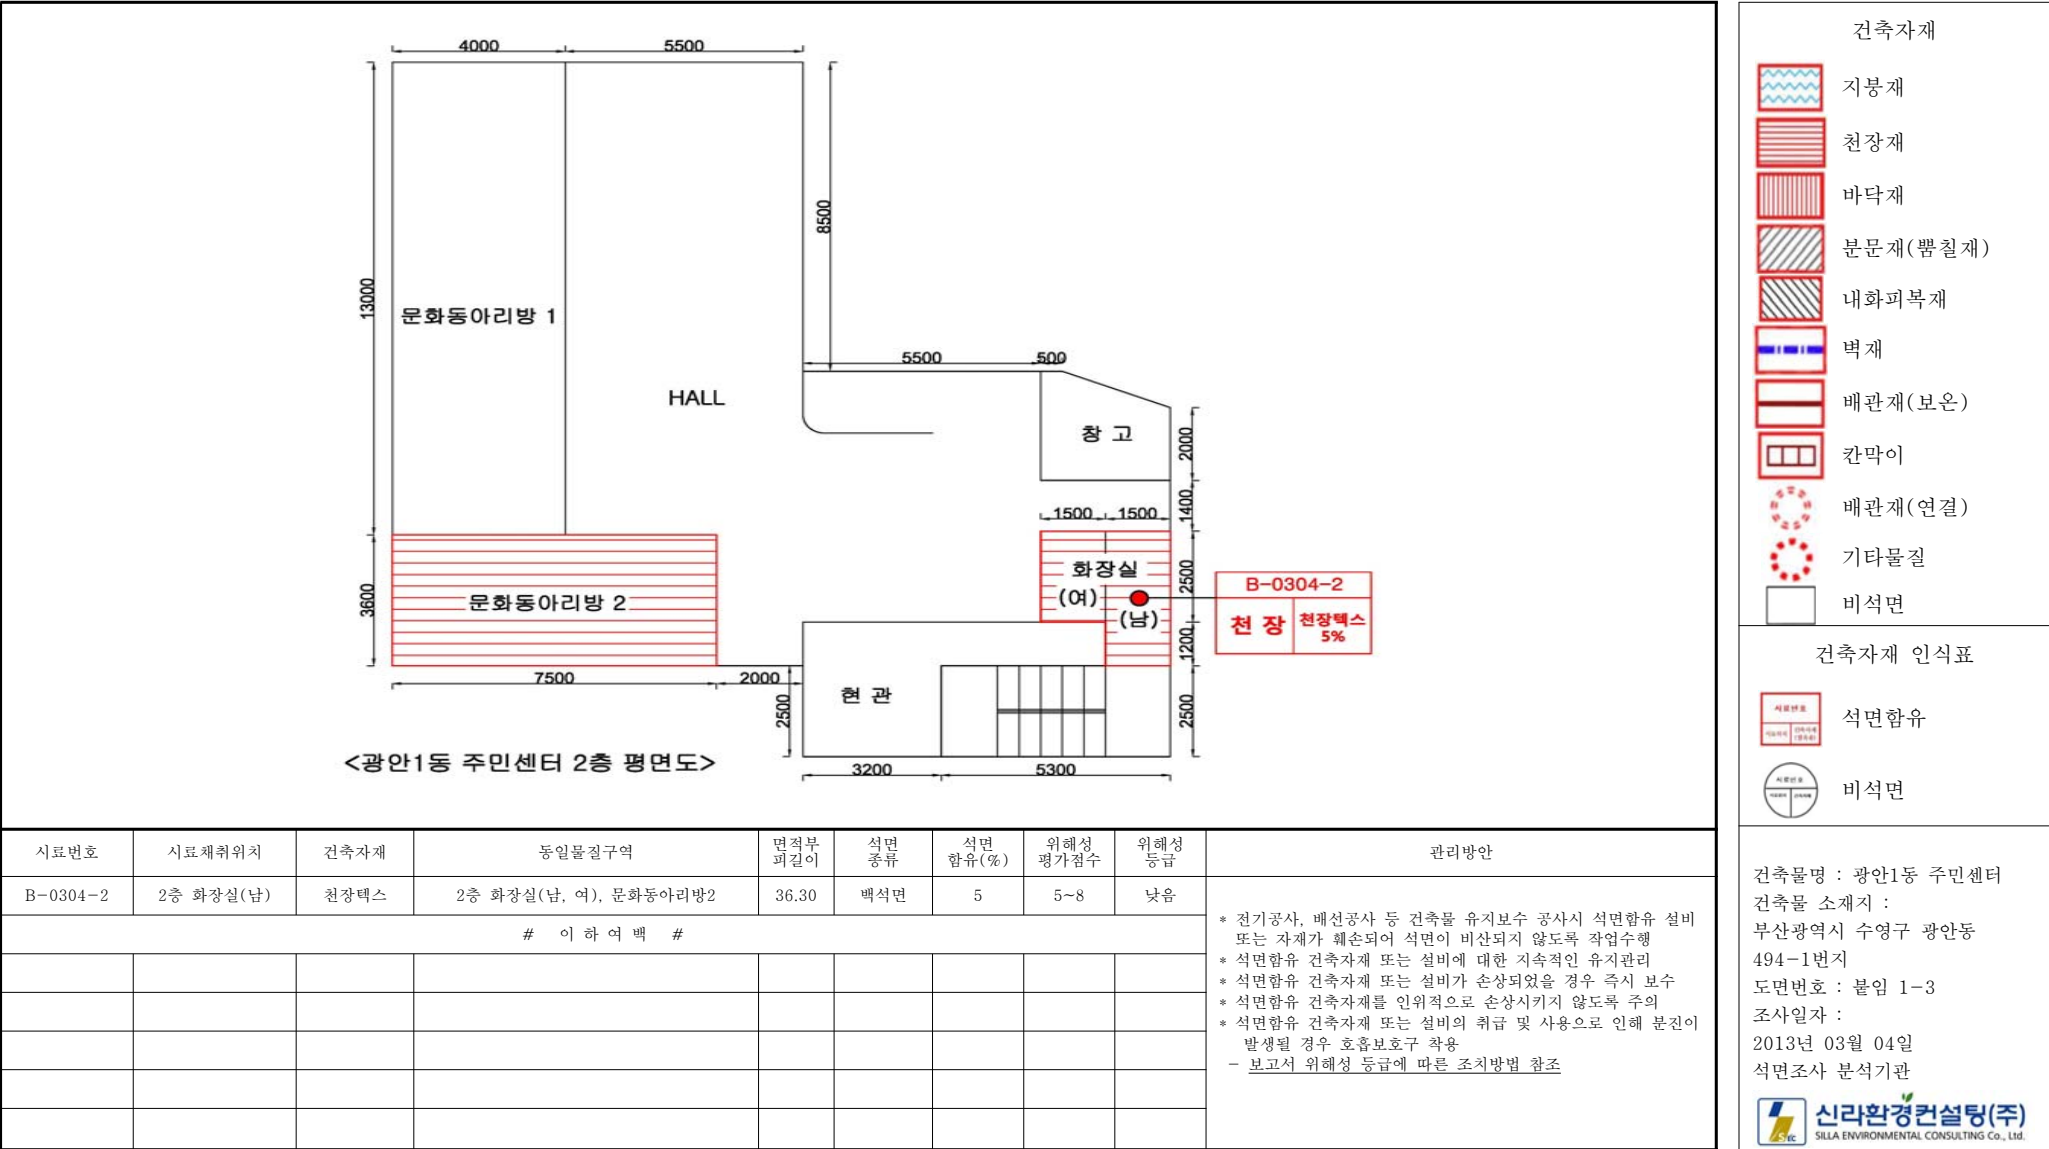 4000
5500
13000
8500
문화동아리방 1
HALL
5500
500
창 고
2000
1400
1500
1500
화장실
(여)
(남)
2500
1200
B-0304-2
천 장
천장텍스
5%
3600
문화동아리방 2
7500
2000
2500
현 관
2500
3200
5300
<광안1동 주민센터 2층 평면도>
시료번호
시료채취위치
건축자재
동일물질구역
면적부
피길이
석면
종류
석면
함유(%)
위해성
평가점수
위해성
등급
관리방안
B-0304-2
2층 화장실(남)
천장텍스
2층 화장실(남, 여), 문화동아리방2
36.30
백석면
5
5~8
낮음
# 이 하 여 백 #
* 전기공사, 배선공사 등 건축물 유지보수 공사시 석면함유 설비
또는 자재가 훼손되어 석면이 비산되지 않도록 작업수행
* 석면함유 건축자재 또는 설비에 대한 지속적인 유지관리
* 석면함유 건축자재 또는 설비가 손상되었을 경우 즉시 보수
* 석면함유 건축자재를 인위적으로 손상시키지 않도록 주의
* 석면함유 건축자재 또는 설비의 취급 및 사용으로 인해 분진이
발생될 경우 호흡보호구 착용
- 보고서 위해성 등급에 따른 조치방법 참조
건축자재
지붕재
천장재
바닥재
분문재(뿜칠재)
내화피복재
벽재
배관재(보온)
칸막이
배관재(연결)
기타물질
비석면
건축자재 인식표
시료번호
석면함유
시료번호
비석면
건축물명 : 광안1동 주민센터
건축물 소재지 :
부산광역시 수영구 광안동
494-1번지
도면번호 : 붙임 1-3
조사일자 :
2013년 03월 04일
석면조사 분석기관
신라환경컨설팅(주)
SILLA ENVIRONMENTAL CONSULTING Co., Ltd.